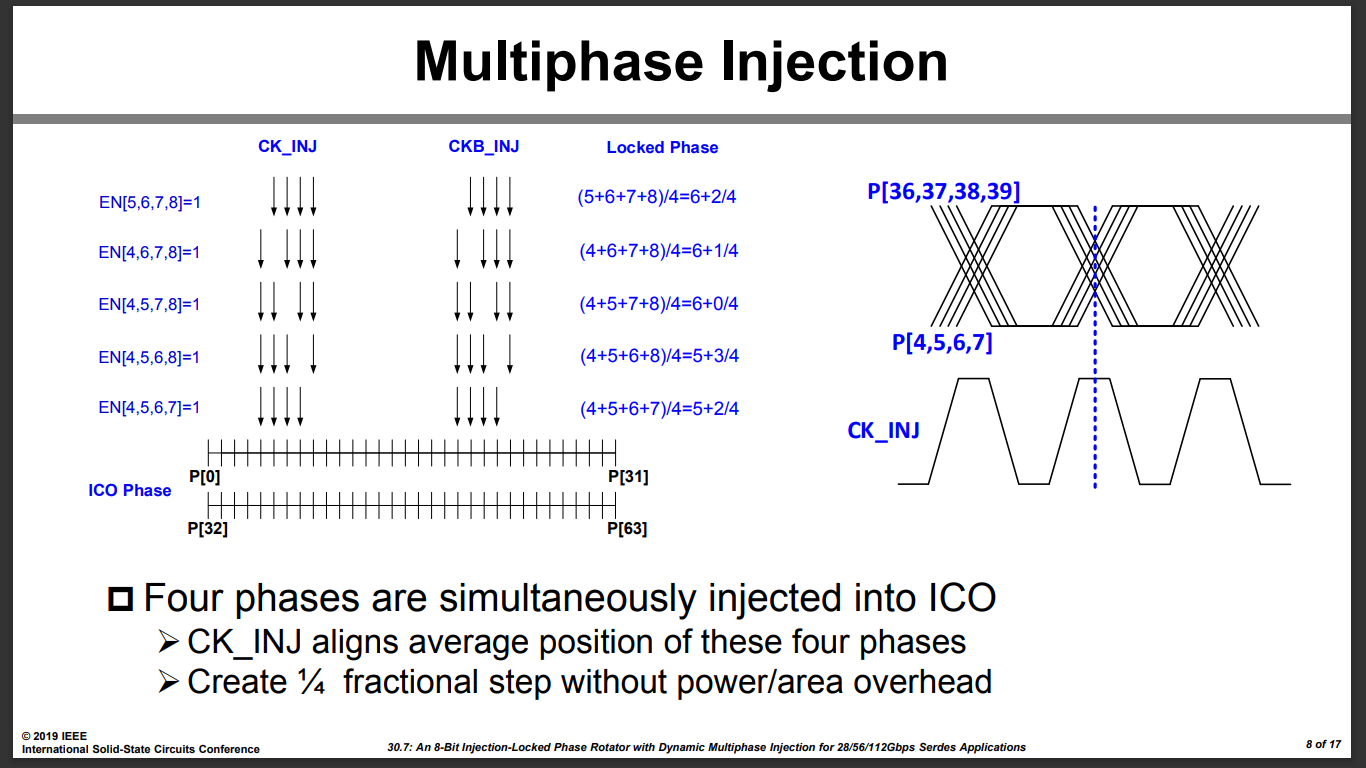 Multiphase Injection
CK_INJ CKB_INJ Locked Phase
EN[5,6,7,8]=1 (5+6+7+8)/4=6+2/4
EN[4,6,7,8]=1 (4+6+7+8)/4=6+1/4
EN[4,5,7,8]=1 (4+5+7+8)/4=6+0/4
EN[4,5,6,8]=1 (4+5+6+8)/4=5+3/4
EN[4,5,6,7]=1 (4+5+6+7)/4=5+2/4
P[0] P[31]
ICO Phase
P[32] P[63]
P[36,37,38,39]
P[4,5,6,7]
CK_INJ
Four phases are simultaneously injected into ICO
CK_INJ aligns average position of these four phases
Create ¼ fractional step without power/area overhead
© 2019 IEEE
International Solid-State Circuits Conference
30.7: An 8-Bit Injection-Locked Phase Rotator with Dynamic Multiphase Injection for 28/56/112Gbps Serdes Applications
8 of 17